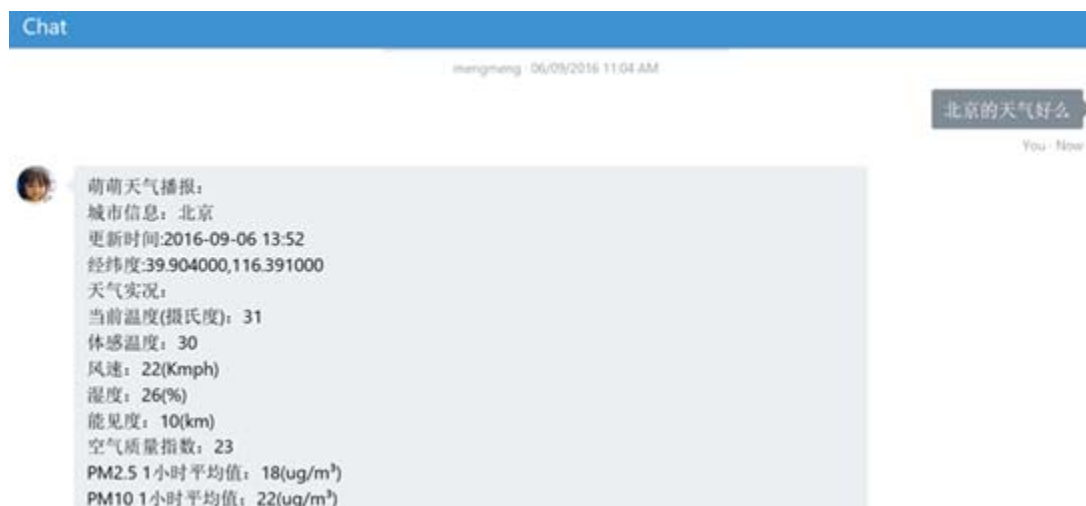 Chat
mengmeng · 06/09/2016 11:04 AM
北京的天气好么
You · Now
萌萌天气播报：
城市信息：北京
更新时间:2016-09-06 13:52
经纬度:39.904000,116.391000
天气实况：
当前温度(摄氏度)：31
体感温度：30
风速：22(Kmph)
湿度：26(%)
能见度：10(km)
空气质量指数：23
PM2.5 1小时平均值：18(ug/m³)
PM10 1小时平均值：22(ug/m³)